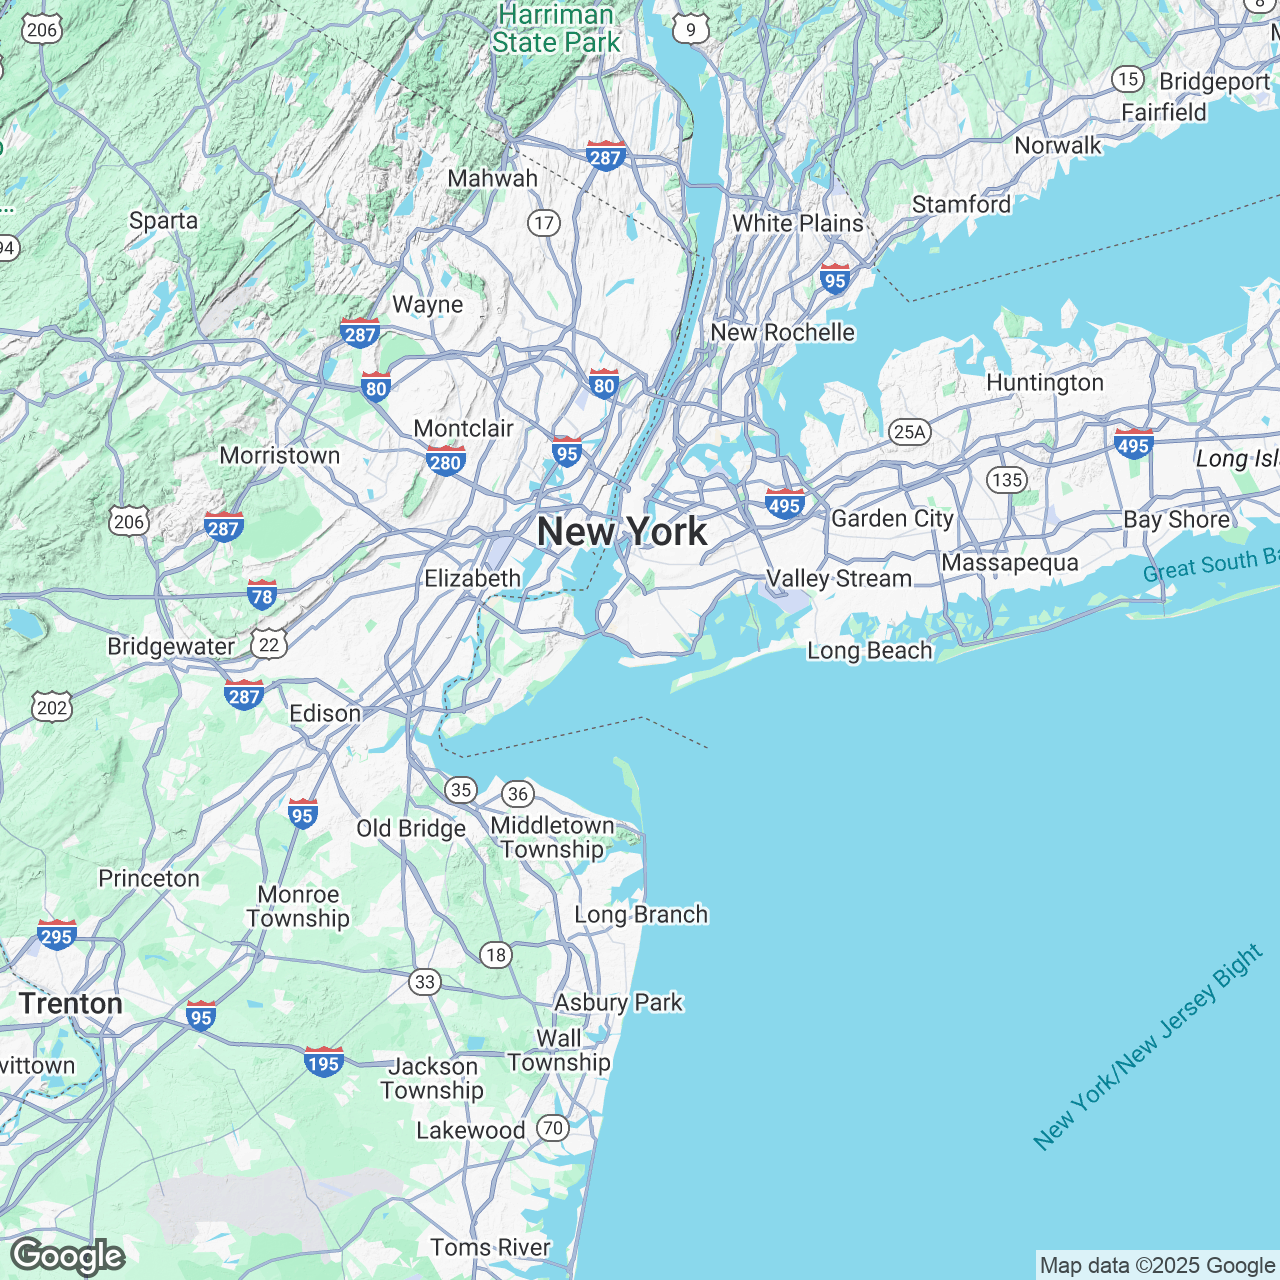 Harriman
State Park
206
9
8
15
Bridgeport
Fairfield
Norwalk
287
Mahwah
Stamford
Sparta
17
White Plains
94
95
Wayne
287
New Rochelle
80
80
Huntington
Montclair
25A
Morristown
280
95
495
Long Isl
135
206
287
495
New York
Garden City
Bay Shore
Massapequa
Great South Ba
Elizabeth
Valley Stream
78
Bridgewater
22
Long Beach
202
287
Edison
35
36
95
Old Bridge
Middletown
Township
Princeton
Monroe
Township
Long Branch
295
18
33
Trenton
95
Asbury Park
Wall
Township
New York/New Jersey Bight
vittown
195
Jackson
Township
Lakewood
70
Toms River
Google
Map data ©2025 Google